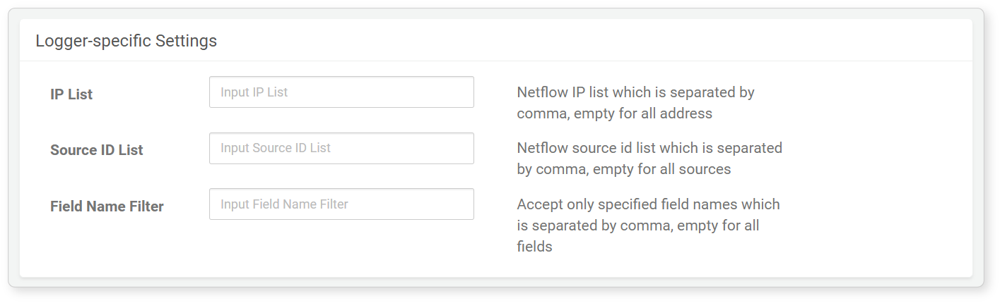 Logger-specific Settings
IP List
Input IP List
Netflow IP list which is separated by
comma, empty for all address
Source ID List
Input Source ID List
Netflow source id list which is separated
by comma, empty for all sources
Field Name Filter
Input Field Name Filter
Accept only specified field names which
is separated by comma, empty for all
fields